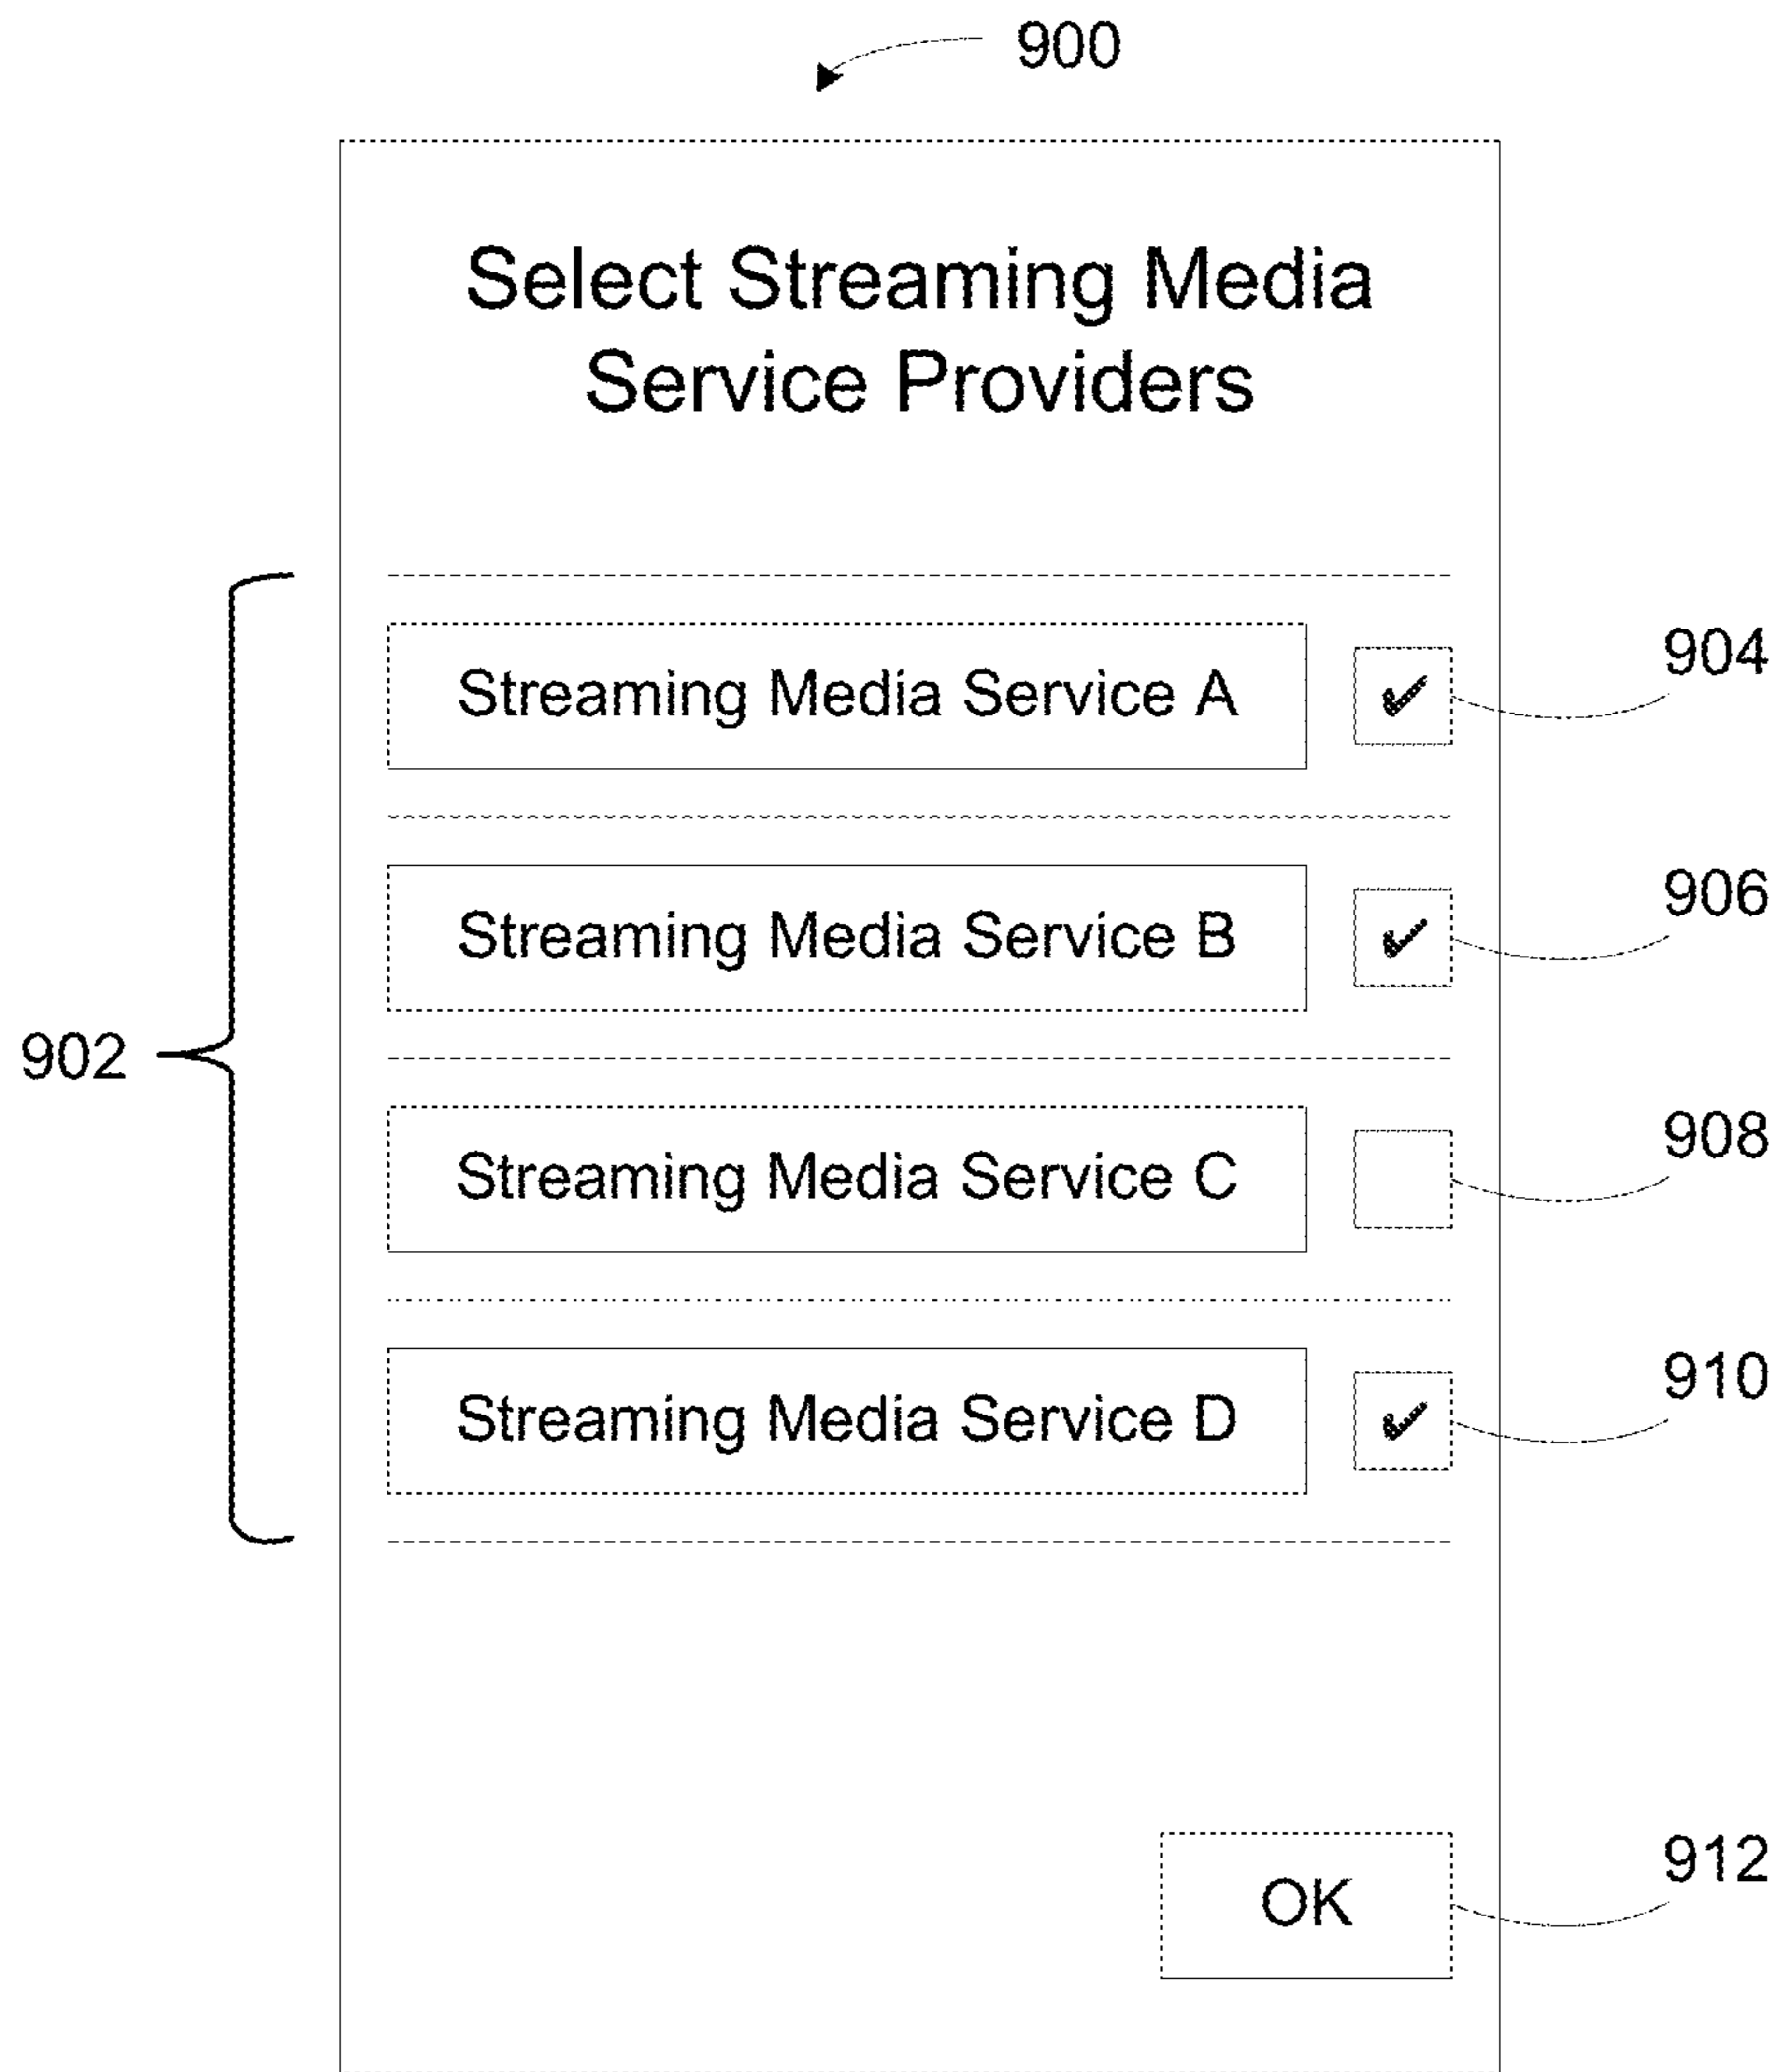 900
Select Streaming Media
Service Providers
Streaming Media Service A
904
Streaming Media Service B
906
902
Streaming Media Service C
908
Streaming Media Service D
910
OK
912